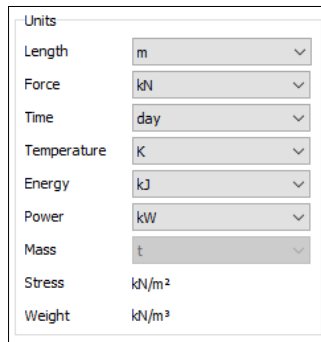 Units
Length m
Force kN
Time day
Temperature K
Energy kJ
Power kW
Mass t
Stress kN/m²
Weight kN/m³